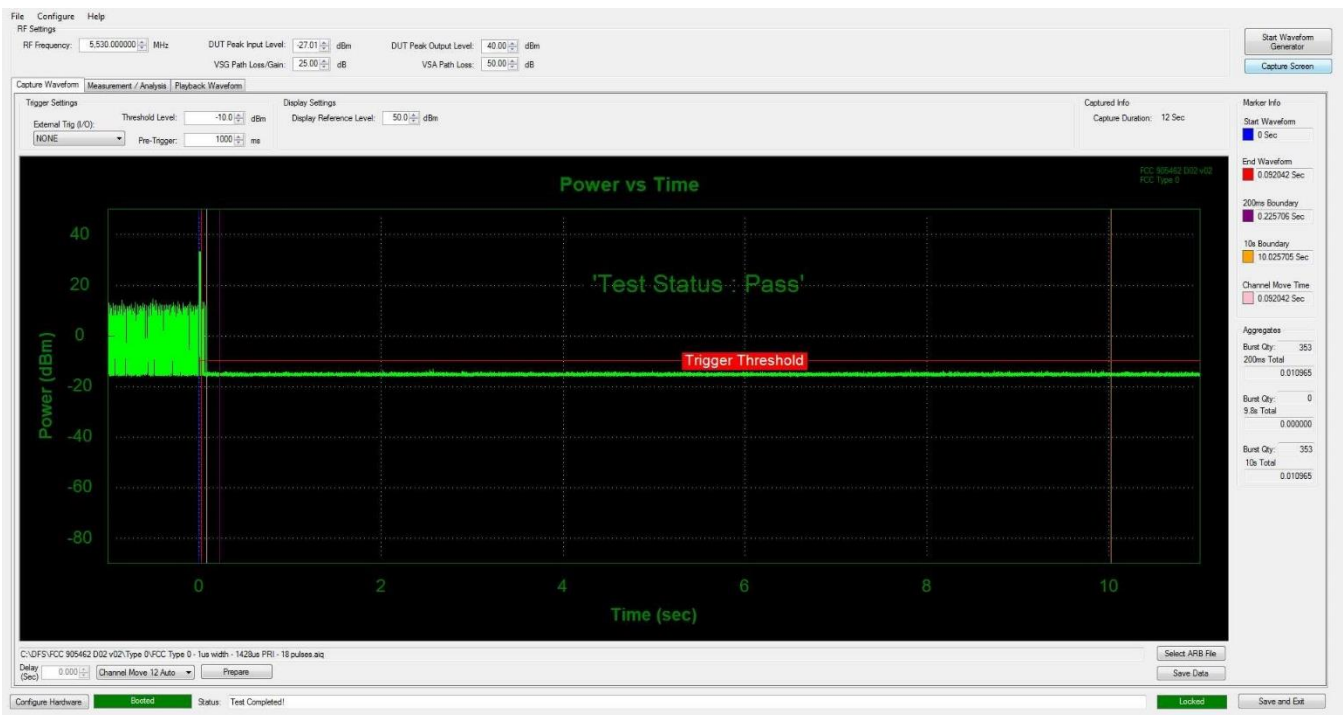 File Configure Help
RF Settings
RF Frequency: 5,530.000000 MHz DUT Peak Input Level: -27.01 dBm DUT Peak Output Level: 40.00 dBm
VSG Path Loss/Gain: 25.00 dB VSA Path Loss: 50.00 dB
Start Waveform Generator
Capture Screen
Capture Waveform Measurement / Analysis Playback Waveform
Trigger Settings
External Trig (I/O): Threshold Level: -10.0 dBm
NONE Pre-Trigger: 1000 ms
Display Settings
Display Reference Level: 50.0 dBm
Captured Info
Capture Duration: 12 Sec
Power vs Time
FCC 905462 D02 v02
FCC Type 0
'Test Status : Pass'
Trigger Threshold
Power (dBm)
40
20
0
-20
-40
-60
-80
0 2 4 6 8 10
Time (sec)
Marker Info
Start Waveform
0 Sec
End Waveform
0.092042 Sec
200ms Boundary
0.225706 Sec
10s Boundary
10.025705 Sec
Channel Move Time
0.092042 Sec
Aggregates
Burst Qty: 353
200ms Total
0.010965
Burst Qty: 0
9.8s Total
0.000000
Burst Qty: 353
10s Total
0.010965
C:\DFS\FCC 905462 D02 v02\Type 0\FCC Type 0 - 1us width - 1428us PRI - 18 pulses.aiq
Select ARB File
Delay (Sec) 0.000 Channel Move 12 Auto Prepare
Save Data
Configure Hardware Booted Status: Test Completed! Locked Save and Exit